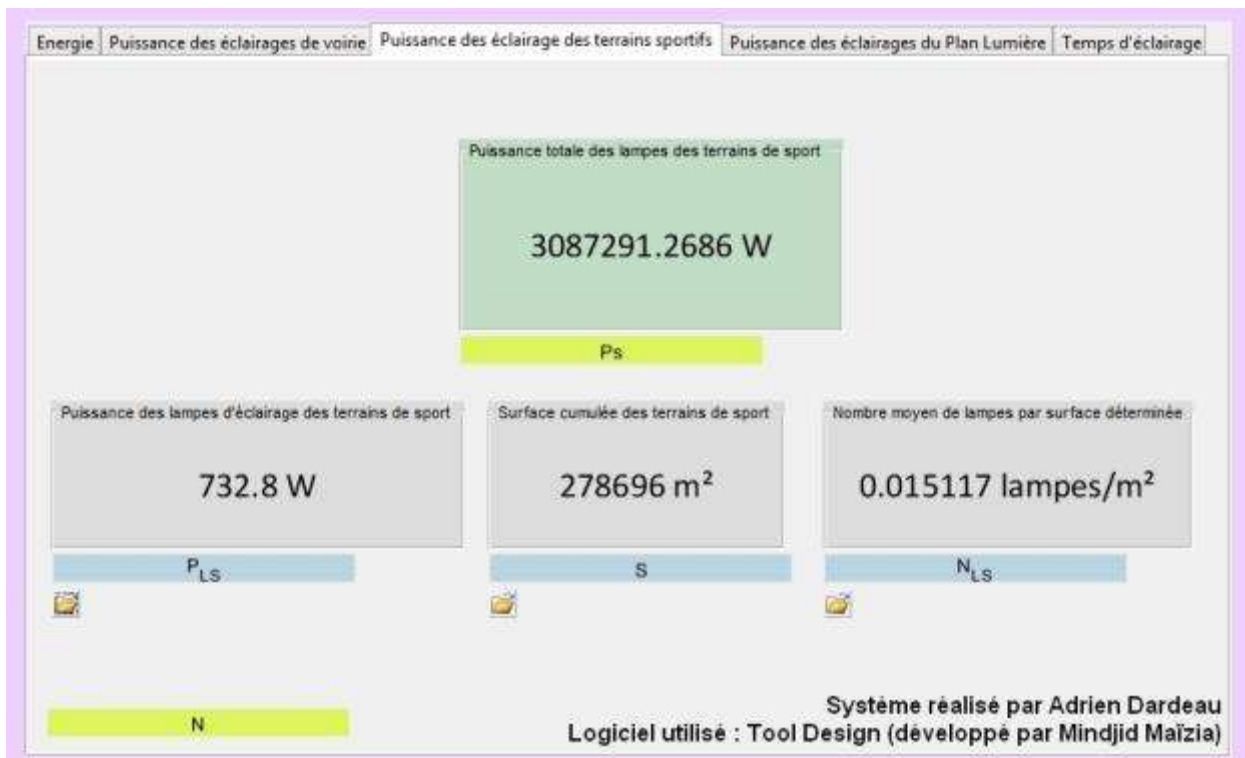 Energie Puissance des éclairages de voirie Puissance des éclairage des terrains sportifs Puissance des éclairages du Plan Lumière Temps d'éclairage
Puissance totale des lampes des terrains de sport
3087291.2686 W
Ps
Puissance des lampes d'éclairage des terrains de sport Surface cumulée des terrains de sport Nombre moyen de lampes par surface déterminée
732.8 W 278696 m² 0.015117 lampes/m²
PLS S NLS
N
Système réalisé par Adrien Dardeau
Logiciel utilisé : Tool Design (développé par Mindjid Maïzia)